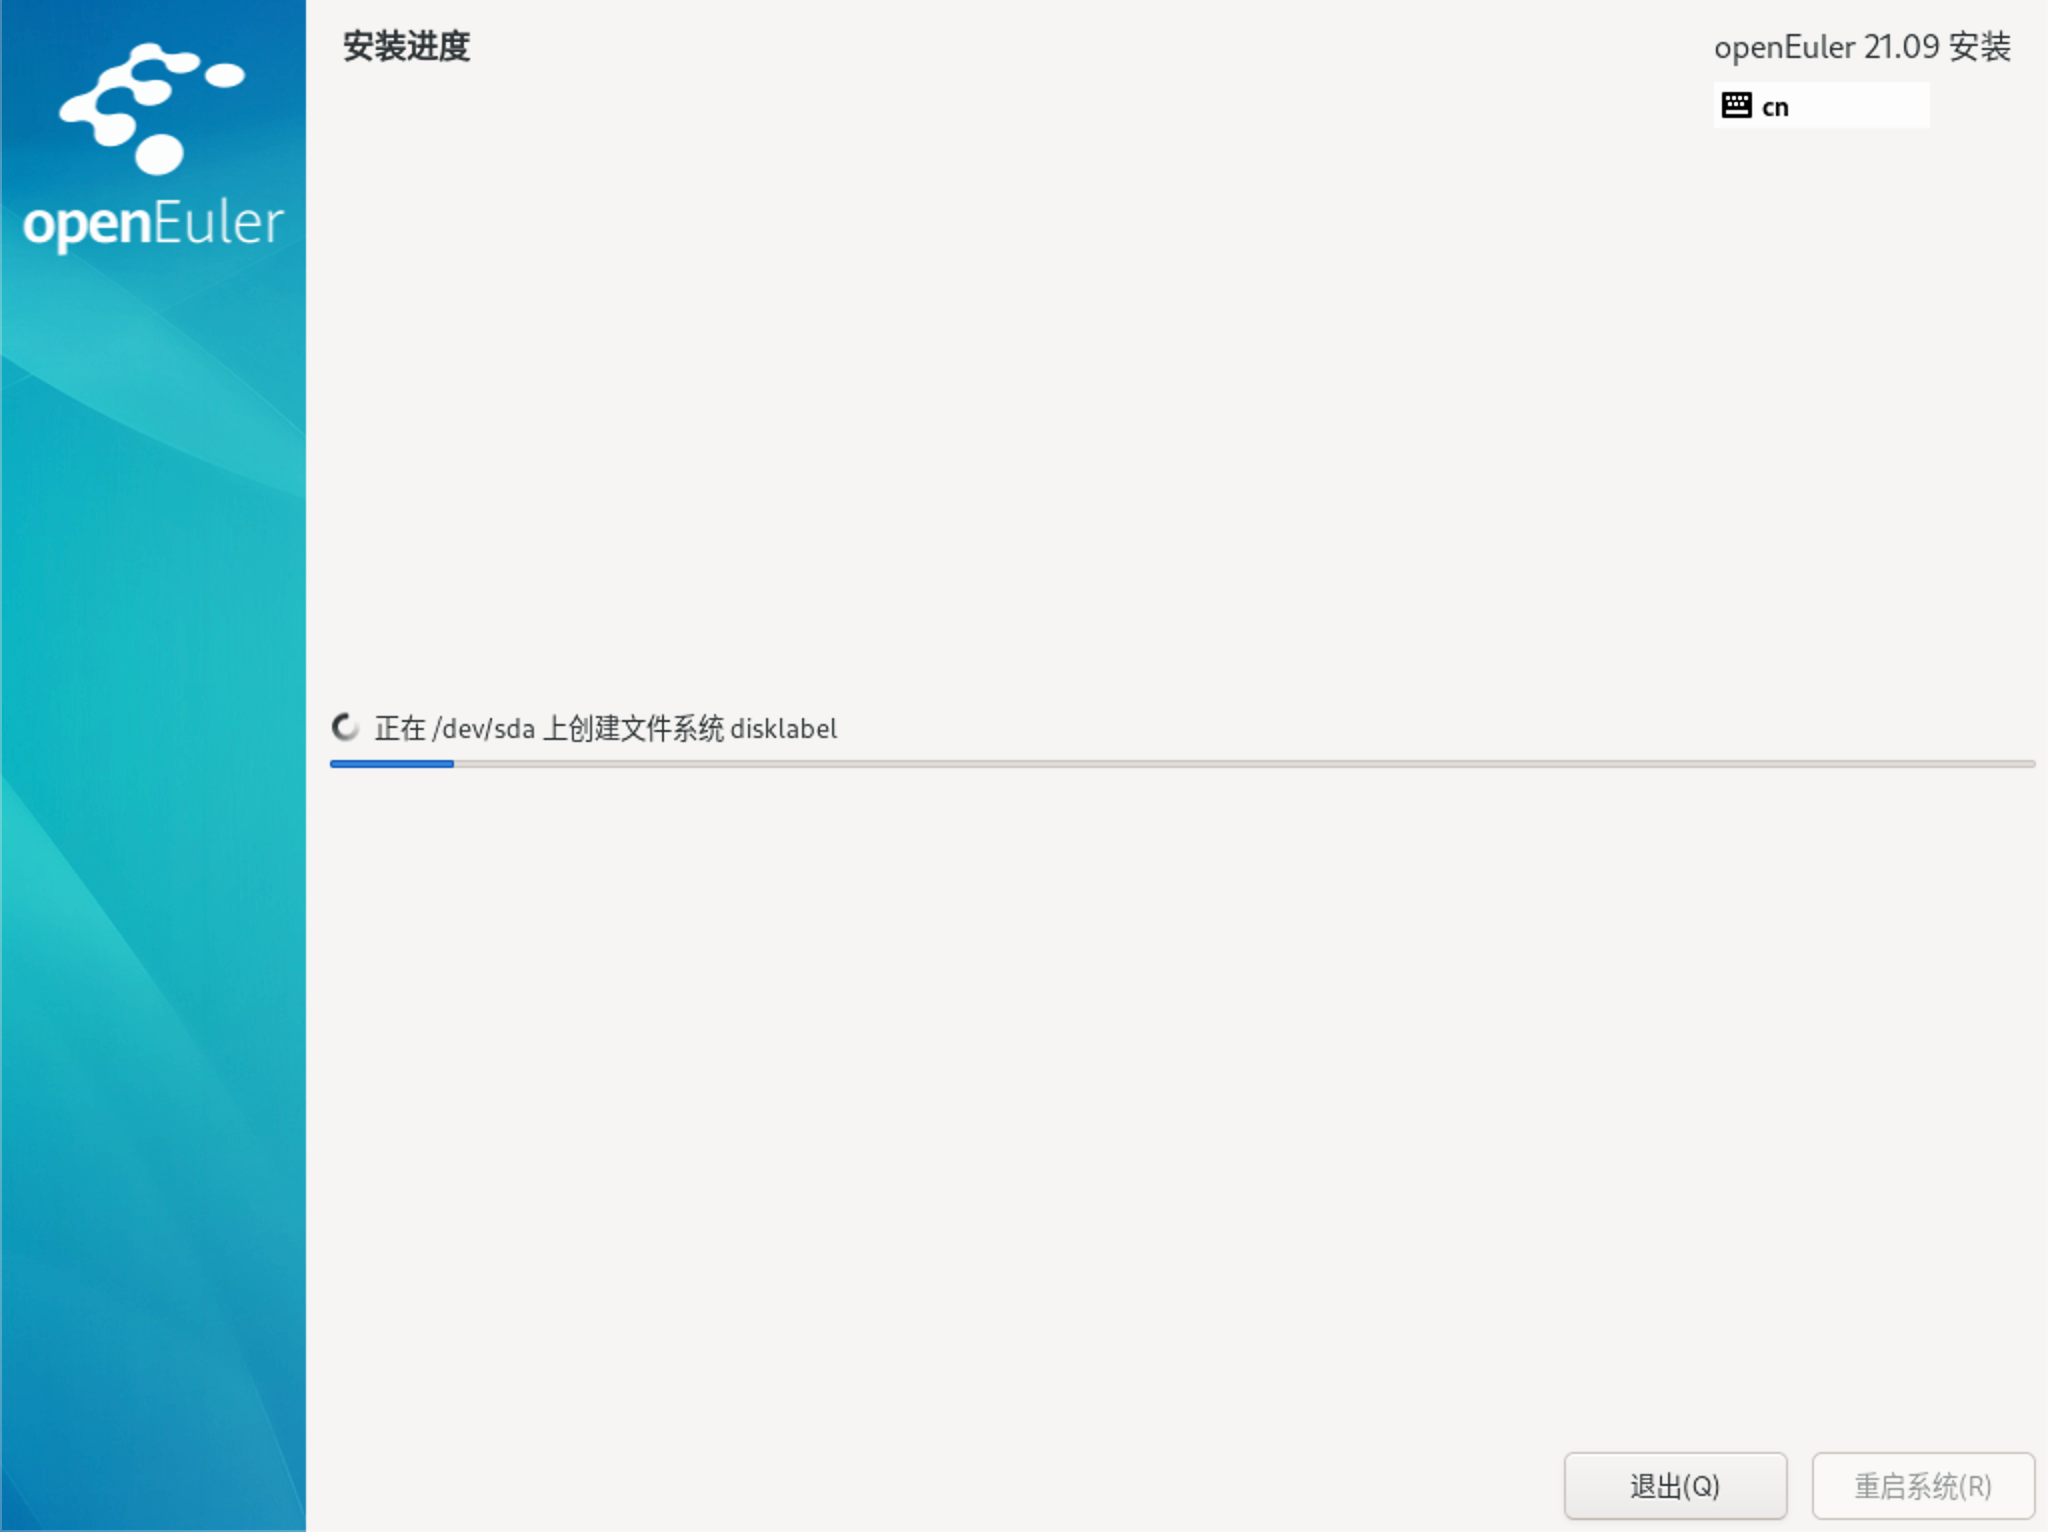 openEuler
安装进度
openEuler 21.09 安装
cn
正在 /dev/sda 上创建文件系统 disklabel
退出(Q)
重启系统(R)